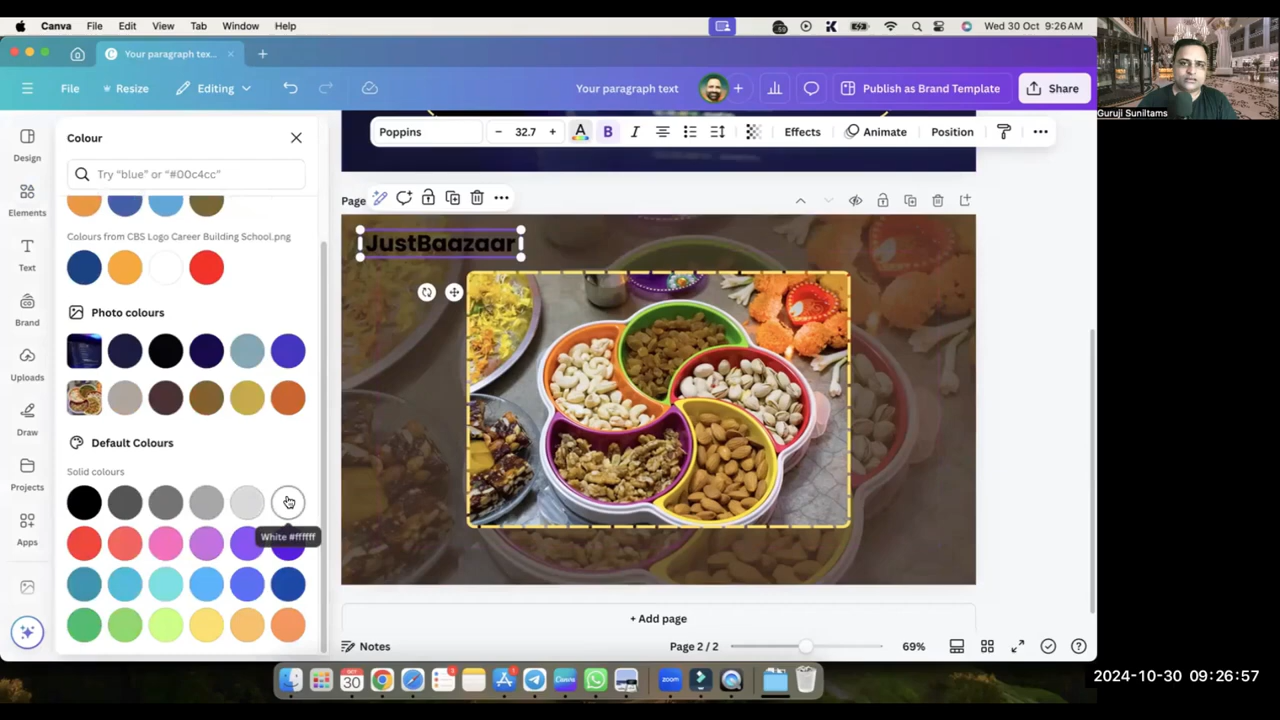 Canva File Edit View Tab Window Help Wed 30 Oct 9:26 AM
Your paragraph tex...
File Resize Editing Your paragraph text Publish as Brand Template Share
Guruji Suniltams
Poppins 32.7 A B I Effects Animate Position
Design
Elements
Text
Brand
Uploads
Draw
Projects
Apps
Colour
Try “blue” or “#00c4cc”
Colours from CBS Logo Career Building School.png
Photo colours
Default Colours
Solid colours
White #ffffff
Page
JustBaazaar
+ Add page
Notes Page 2 / 2 69%
2024-10-30 09:26:57